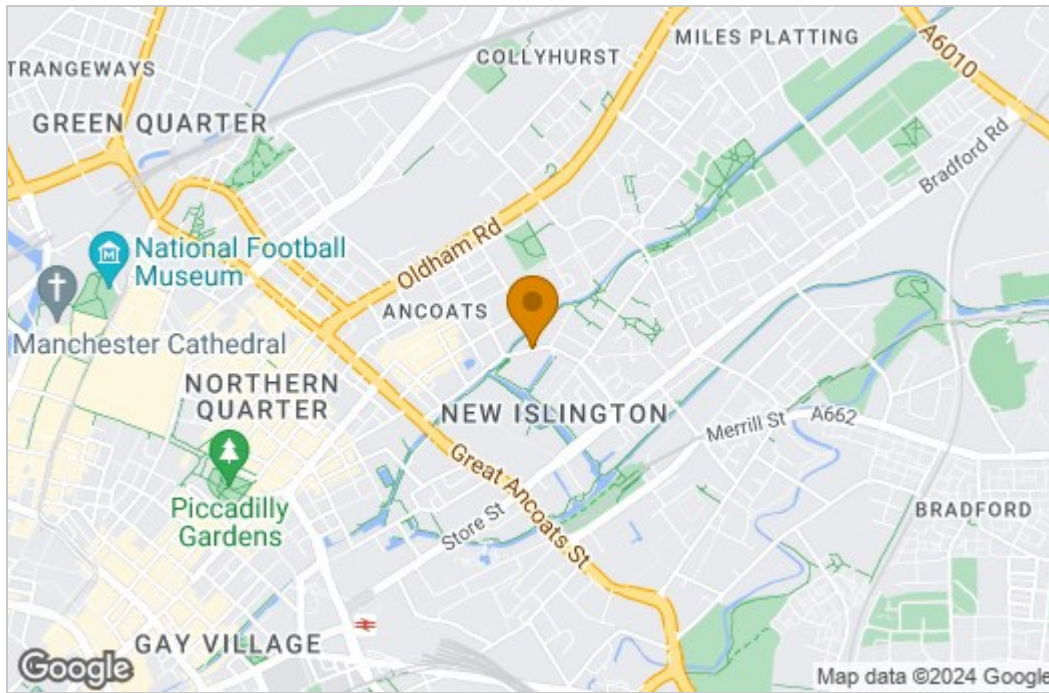 TRANGEWAYS
COLLYHURST
MILES PLATTING
A6010
GREEN QUARTER
Bradford Rd
National Football
Museum
Oldham Rd
ANCOATS
Manchester Cathedral
NORTHERN
QUARTER
NEW ISLINGTON
Merrill St
A662
Great Ancoats St
Piccadilly
Gardens
Store St
BRADFORD
GAY VILLAGE
Google
Map data ©2024 Google